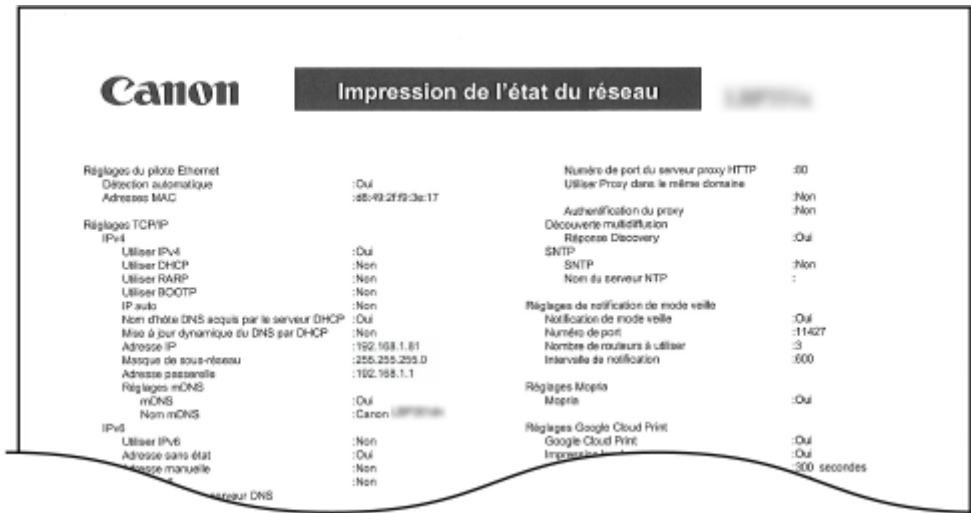 Canon
Impression de l'état du réseau
Réglages du pilote Ethernet
Détection automatique :Oui
Adresses MAC :d8:49:2f:f9:3e:17
Réglages TCP/IP
IPv4
Utiliser IPv4 :Oui
Utiliser DHCP :Non
Utiliser RARP :Non
Utiliser BOOTP :Non
IP auto :Non
Nom d'hôte DNS acquis par le serveur DHCP :Oui
Mise à jour dynamique du DNS par DHCP :Non
Adresse IP :192.168.1.81
Masque de sous-réseau :255.255.255.0
Adresse passerelle :192.168.1.1
Réglages mDNS
mDNS :Oui
Nom mDNS :Canon
IPv6
Utiliser IPv6 :Non
Adresse sans état :Oui
Adresse manuelle :Non
:Non
serveur DNS
Numéro de port du serveur proxy HTTP :80
Utiliser Proxy dans le même domaine
:Non
Authentification du proxy :Non
Découverte multidiffusion
Réponse Discovery :Oui
SNTP
SNTP :Non
Nom du serveur NTP :
Réglages de notification de mode veille
Notification de mode veille :Oui
Numéro de port :11427
Nombre de routeurs à utiliser :3
Intervalle de notification :600
Réglages Mopria
Mopria :Oui
Réglages Google Cloud Print
Google Cloud Print :Oui
Impression :Oui
:300 secondes